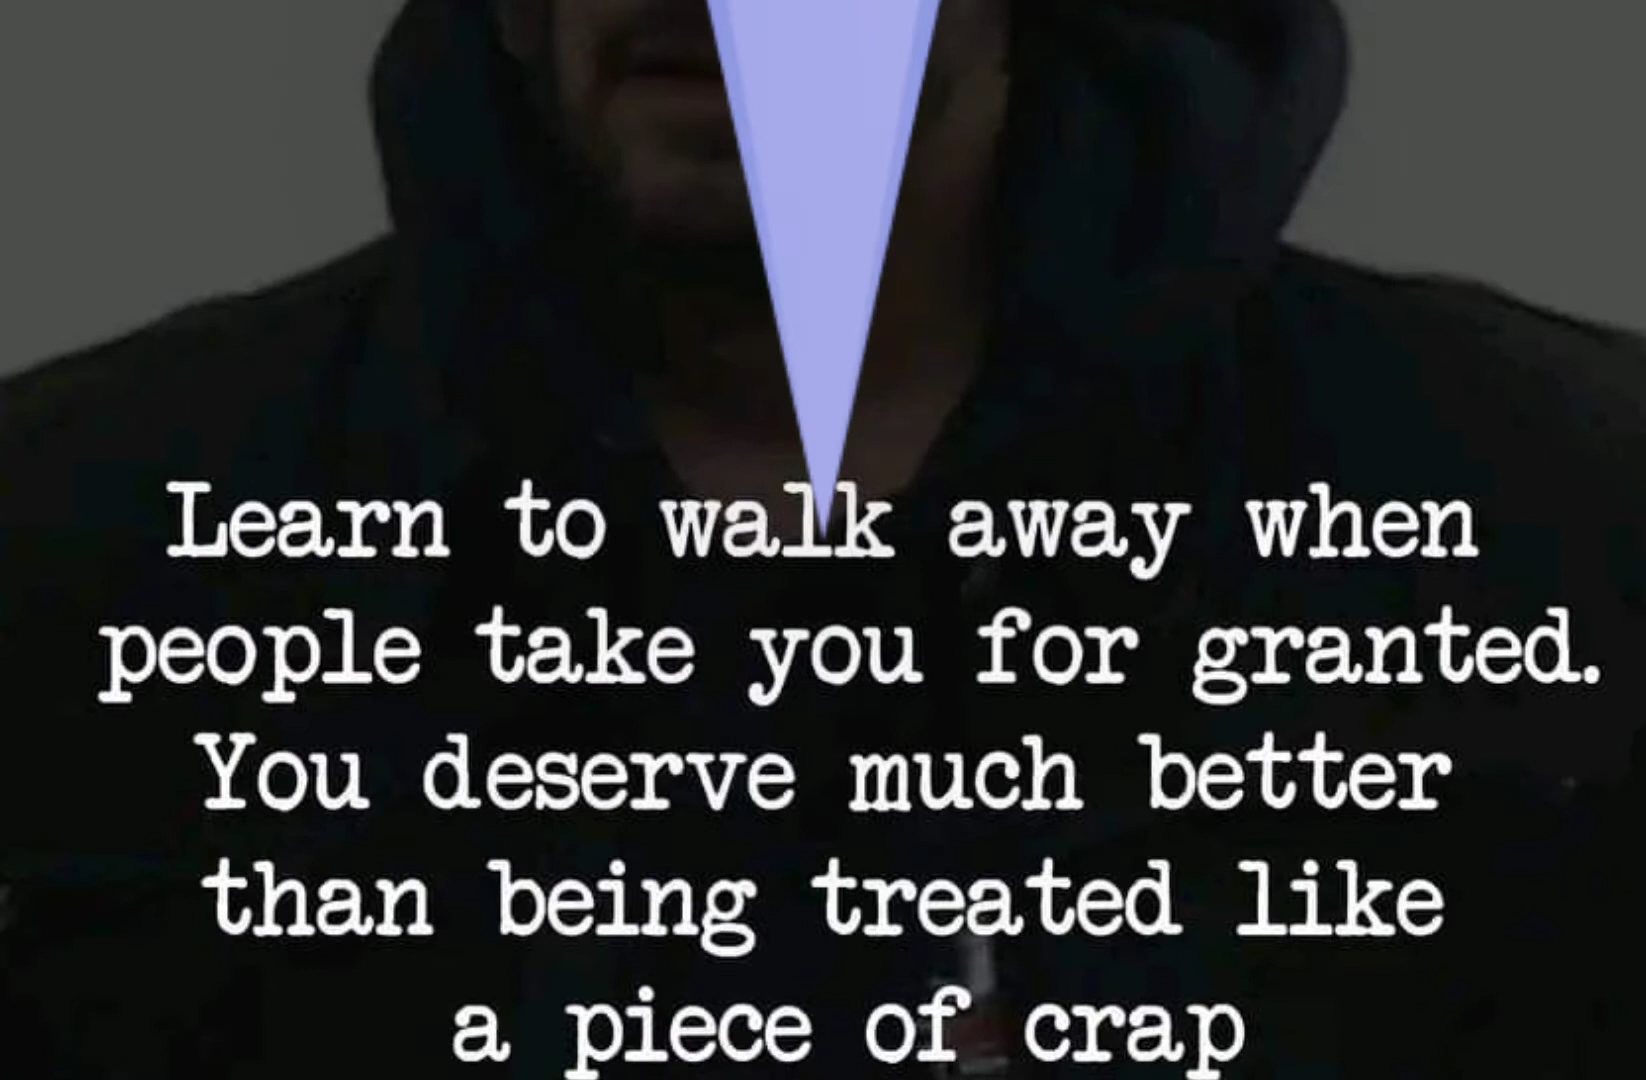 Learn to walk away when
people take you for granted.
You deserve much better
than being treated like
a piece of crap